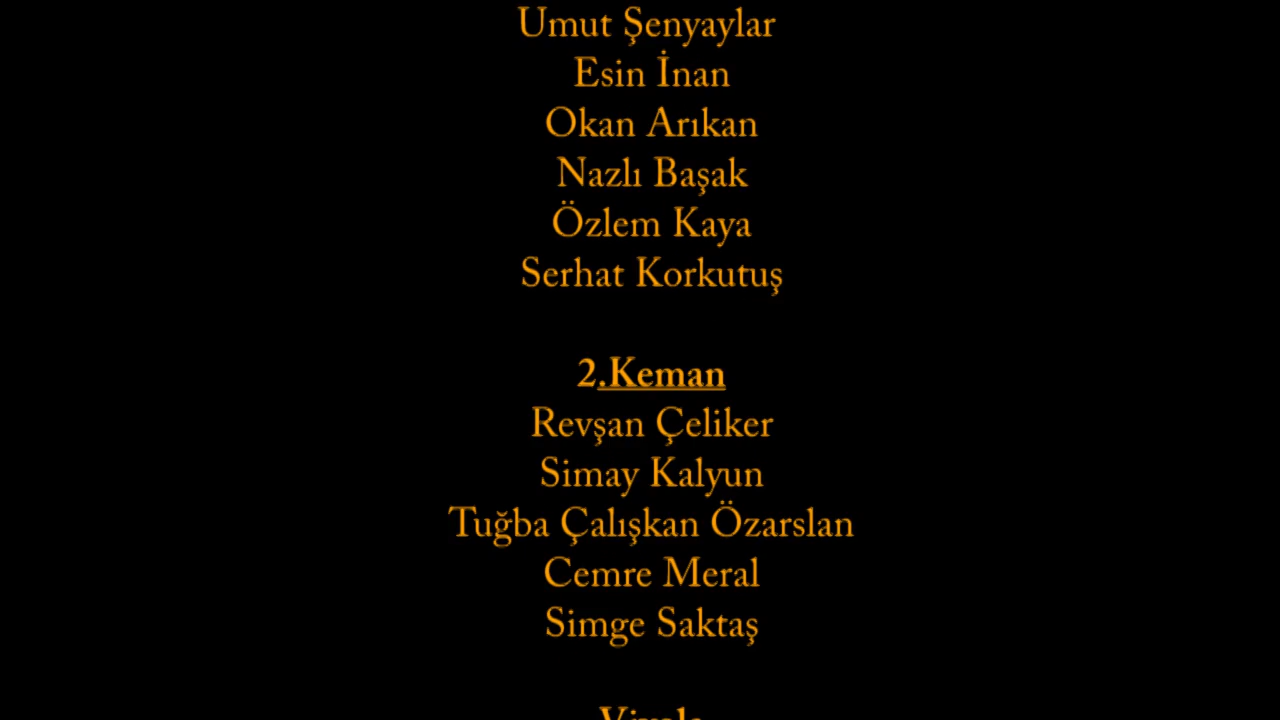 Umut Şenyaylar
Esin İnan
Okan Arıkan
Nazlı Başak
Özlem Kaya
Serhat Korkutuş
2.Keman
Revşan Çeliker
Simay Kalyun
Tuğba Çalışkan Özarslan
Cemre Meral
Simge Saktaş